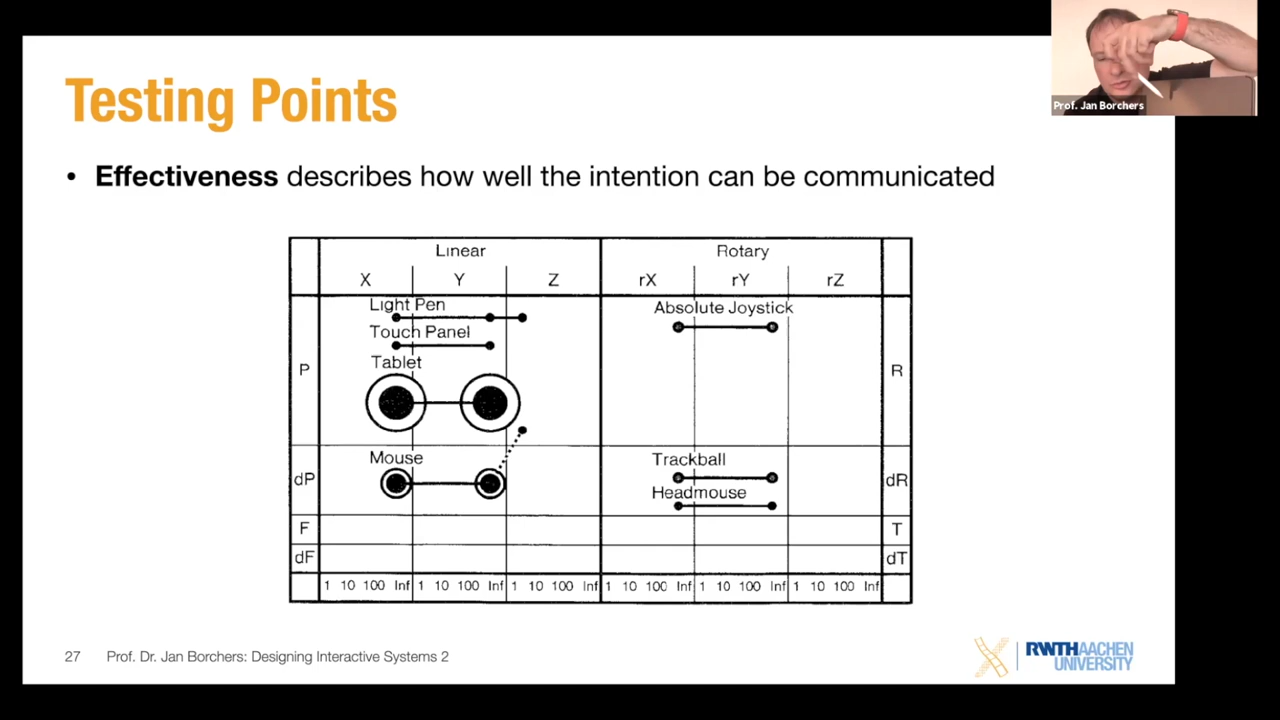 Testing Points
Prof. Jan Borchers
• Effectiveness describes how well the intention can be communicated
Linear Rotary
X Y Z rX rY rZ
Light Pen Absolute Joystick
Touch Panel
Tablet
P R
Mouse Trackball
dP dR
Headmouse
F T
dF dT
1 10 100 Inf 1 10 100 Inf 1 10 100 Inf 1 10 100 Inf 1 10 100 Inf 1 10 100 Inf
27 Prof. Dr. Jan Borchers: Designing Interactive Systems 2
RWTHAACHEN
UNIVERSITY